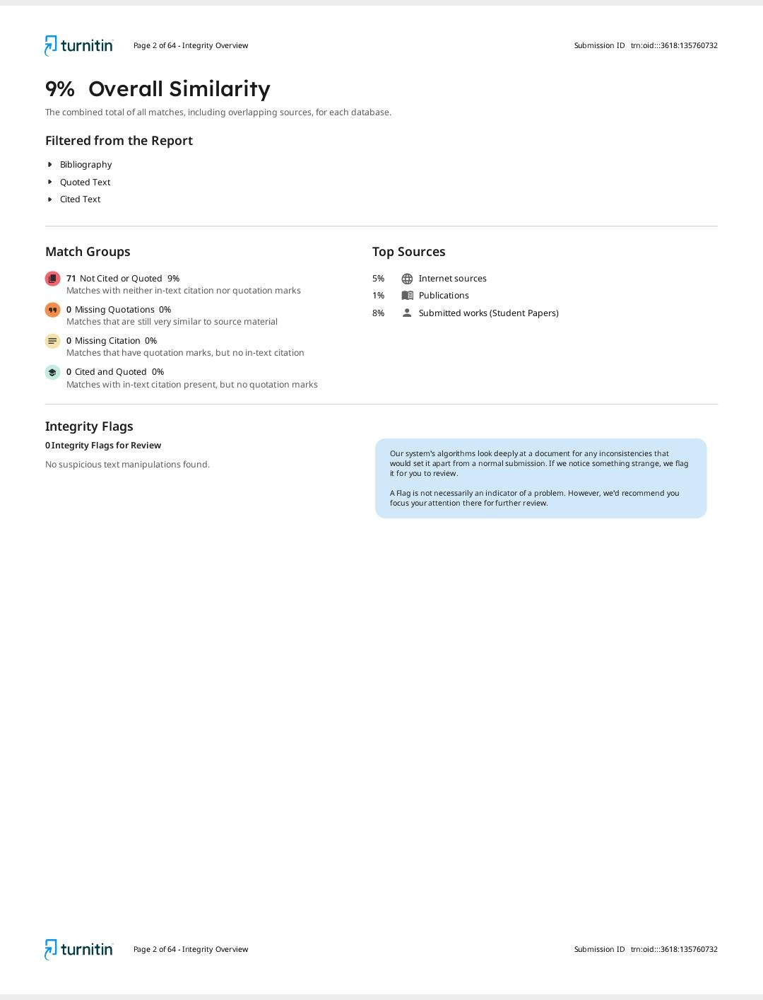 turnitin Page 2 of 64 - Integrity Overview Submission ID trn:oid:::3618:135760732
9% Overall Similarity
The combined total of all matches, including overlapping sources, for each database.
Filtered from the Report
Bibliography
Quoted Text
Cited Text
Match Groups
71 Not Cited or Quoted 9%
Matches with neither in-text citation nor quotation marks
0 Missing Quotations 0%
Matches that are still very similar to source material
0 Missing Citation 0%
Matches that have quotation marks, but no in-text citation
0 Cited and Quoted 0%
Matches with in-text citation present, but no quotation marks
Top Sources
5% Internet sources
1% Publications
8% Submitted works (Student Papers)
Integrity Flags
0 Integrity Flags for Review
No suspicious text manipulations found.
Our system's algorithms look deeply at a document for any inconsistencies that
would set it apart from a normal submission. If we notice something strange, we flag
it for you to review.
A Flag is not necessarily an indicator of a problem. However, we'd recommend you
focus your attention there for further review.
turnitin Page 2 of 64 - Integrity Overview Submission ID trn:oid:::3618:135760732